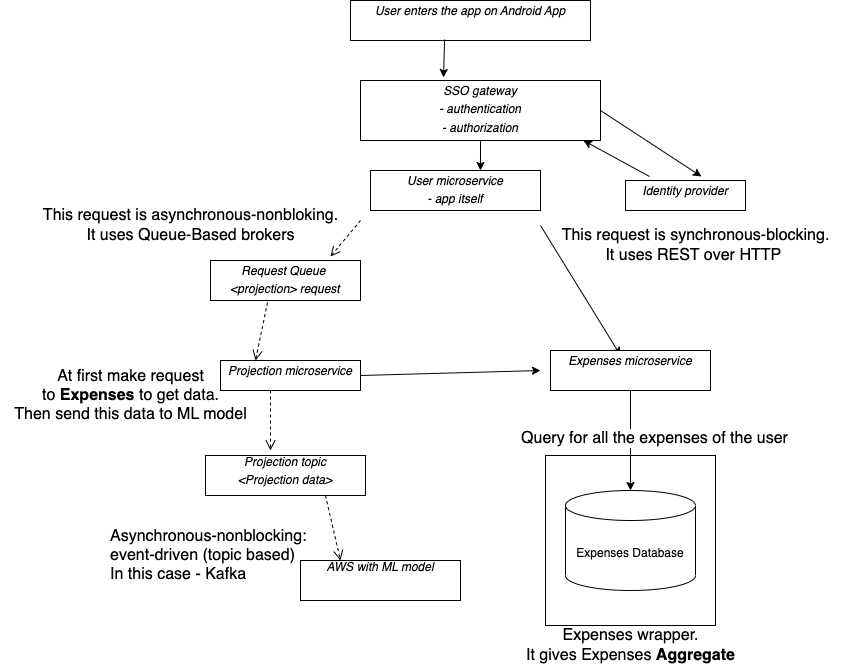 User enters the app on Android App
SSO gateway
- authentication
- authorization
User microservice
- app itself
Identity provider
This request is asynchronous-nonbloking.
It uses Queue-Based brokers
This request is synchronous-blocking.
It uses REST over HTTP
Request Queue
<projection> request
Projection microservice
Expenses microservice
At first make request
to Expenses to get data.
Then send this data to ML model
Query for all the expenses of the user
Projection topic
<Projection data>
Asynchronous-nonblocking:
event-driven (topic based)
In this case - Kafka
AWS with ML model
Expenses Database
Expenses wrapper.
It gives Expenses Aggregate